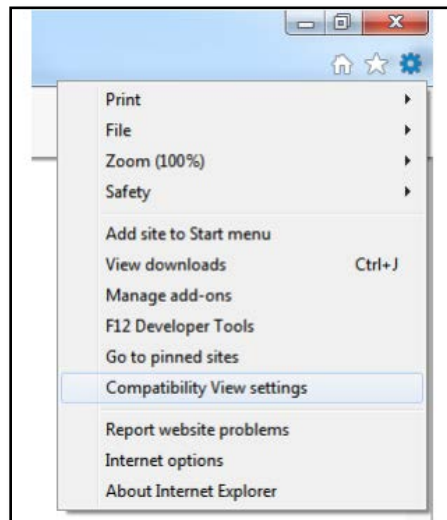 Print
File
Zoom (100%)
Safety
Add site to Start menu
View downloads Ctrl+J
Manage add-ons
F12 Developer Tools
Go to pinned sites
Compatibility View settings
Report website problems
Internet options
About Internet Explorer